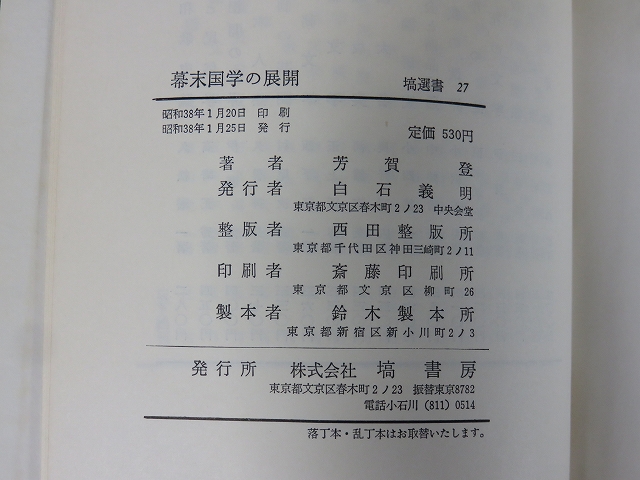 幕末国学の展開　塙選書 27
昭和38年1月20日 印刷
昭和38年1月25日 発行
定価 530円
著者　芳賀登
発行者　白石義明
東京都文京区春木町2ノ23 中央会堂
整版者　西田整版所
東京都千代田区神田三崎町2ノ11
印刷者　斎藤印刷所
東京都文京区柳町 26
製本者　鈴木製本所
東京都新宿区新小川町2ノ3
発行所　株式会社 塙書房
東京都文京区春木町2ノ23 振替東京8782
電話小石川(811)0514
落丁本・乱丁本はお取替いたします。